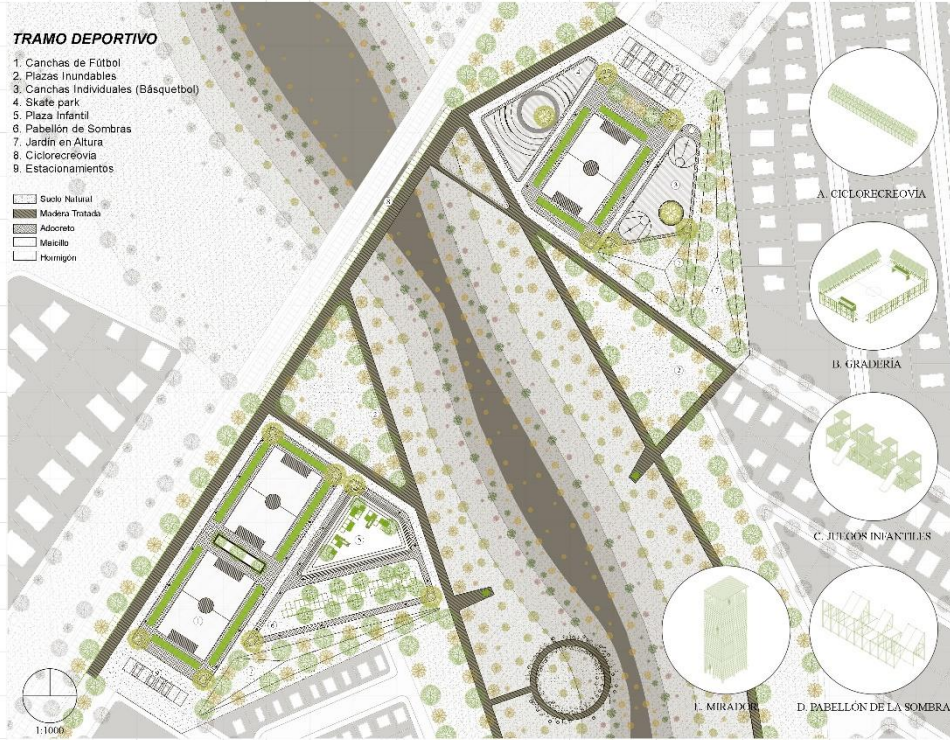 TRAMO DEPORTIVO
1. Canchas de Fútbol
2. Plazas Inundables
3. Canchas Individuales (Básquetbol)
4. Skate park
5. Plaza Infantil
6. Pabellón de Sombras
7. Jardín en Altura
8. Ciclorecreovia
9. Estacionamientos
Suelo Natural
Madera Tratada
Adocreto
Maicillo
Hormigón
A. CICLORECREOVIA
B. GRADERÍA
C. JUEGOS INFANTILES
E. MIRADOR
D. PABELLÓN DE LA SOMBRA
1:1000